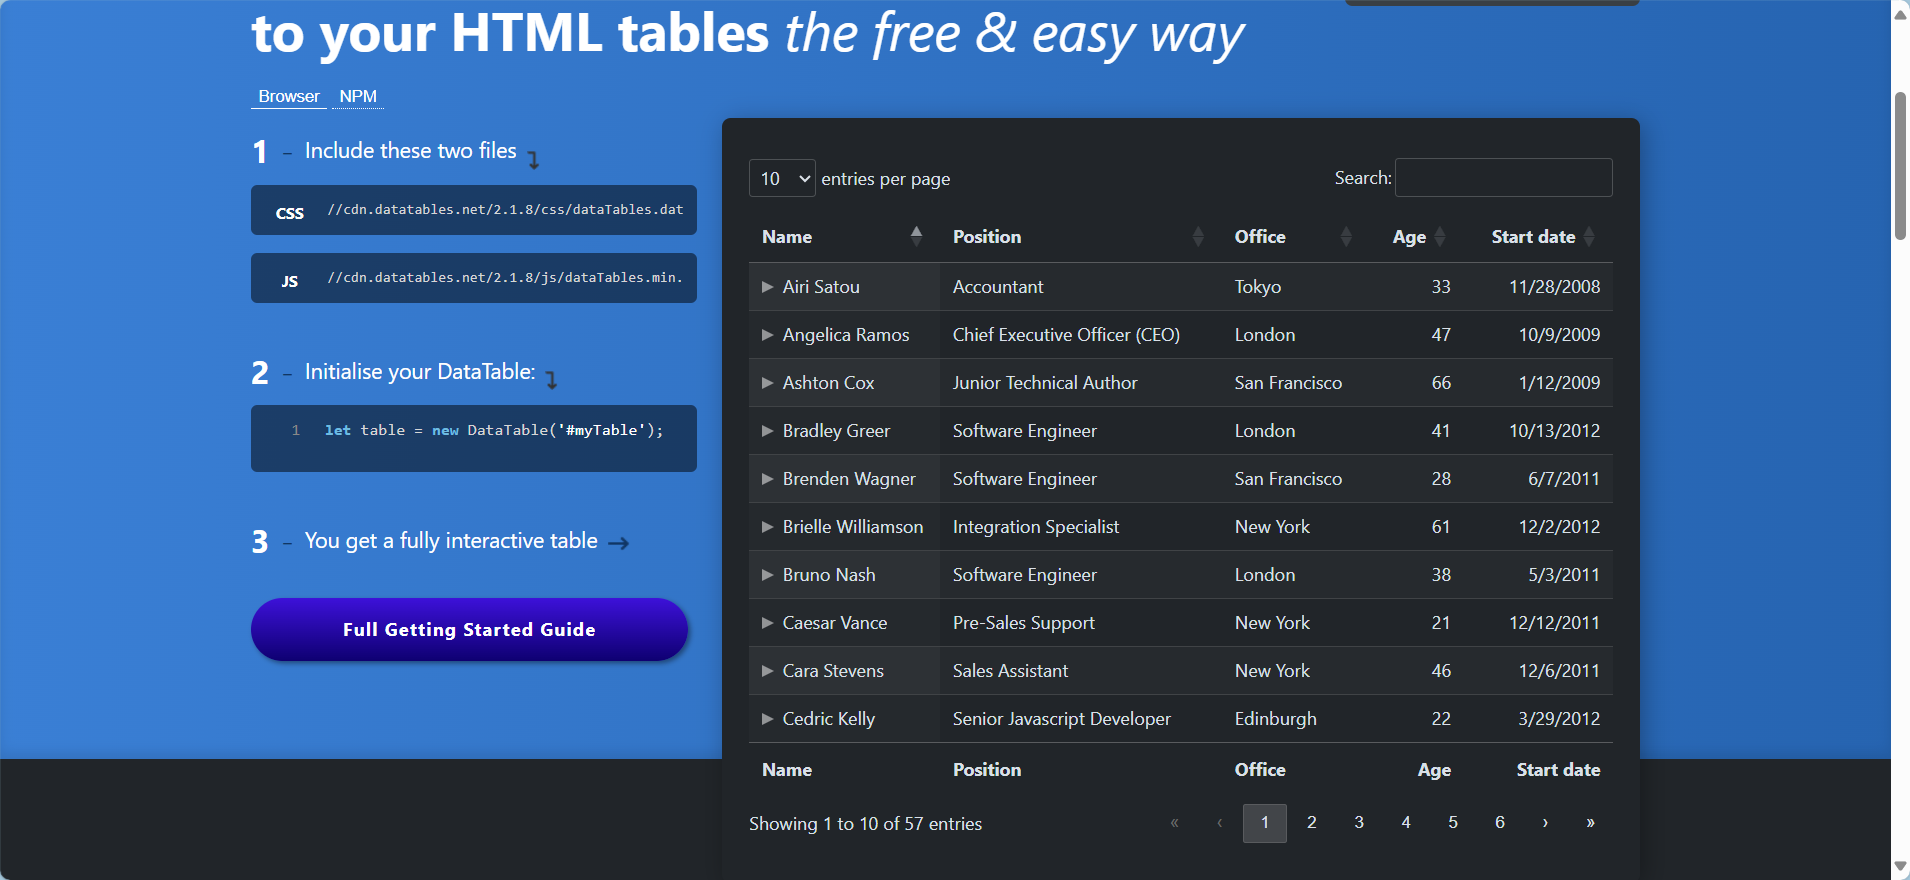 to your HTML tables the free & easy way
Browser NPM
1 – Include these two files
CSS //cdn.datatables.net/2.1.8/css/dataTables.dat
JS //cdn.datatables.net/2.1.8/js/dataTables.min.
2 – Initialise your DataTable:
1 let table = new DataTable('#myTable');
3 – You get a fully interactive table →
Full Getting Started Guide
10 entries per page Search:
Name Position Office Age Start date
Airi Satou Accountant Tokyo 33 11/28/2008
Angelica Ramos Chief Executive Officer (CEO) London 47 10/9/2009
Ashton Cox Junior Technical Author San Francisco 66 1/12/2009
Bradley Greer Software Engineer London 41 10/13/2012
Brenden Wagner Software Engineer San Francisco 28 6/7/2011
Brielle Williamson Integration Specialist New York 61 12/2/2012
Bruno Nash Software Engineer London 38 5/3/2011
Caesar Vance Pre-Sales Support New York 21 12/12/2011
Cara Stevens Sales Assistant New York 46 12/6/2011
Cedric Kelly Senior Javascript Developer Edinburgh 22 3/29/2012
Name Position Office Age Start date
Showing 1 to 10 of 57 entries « ‹ 1 2 3 4 5 6 › »